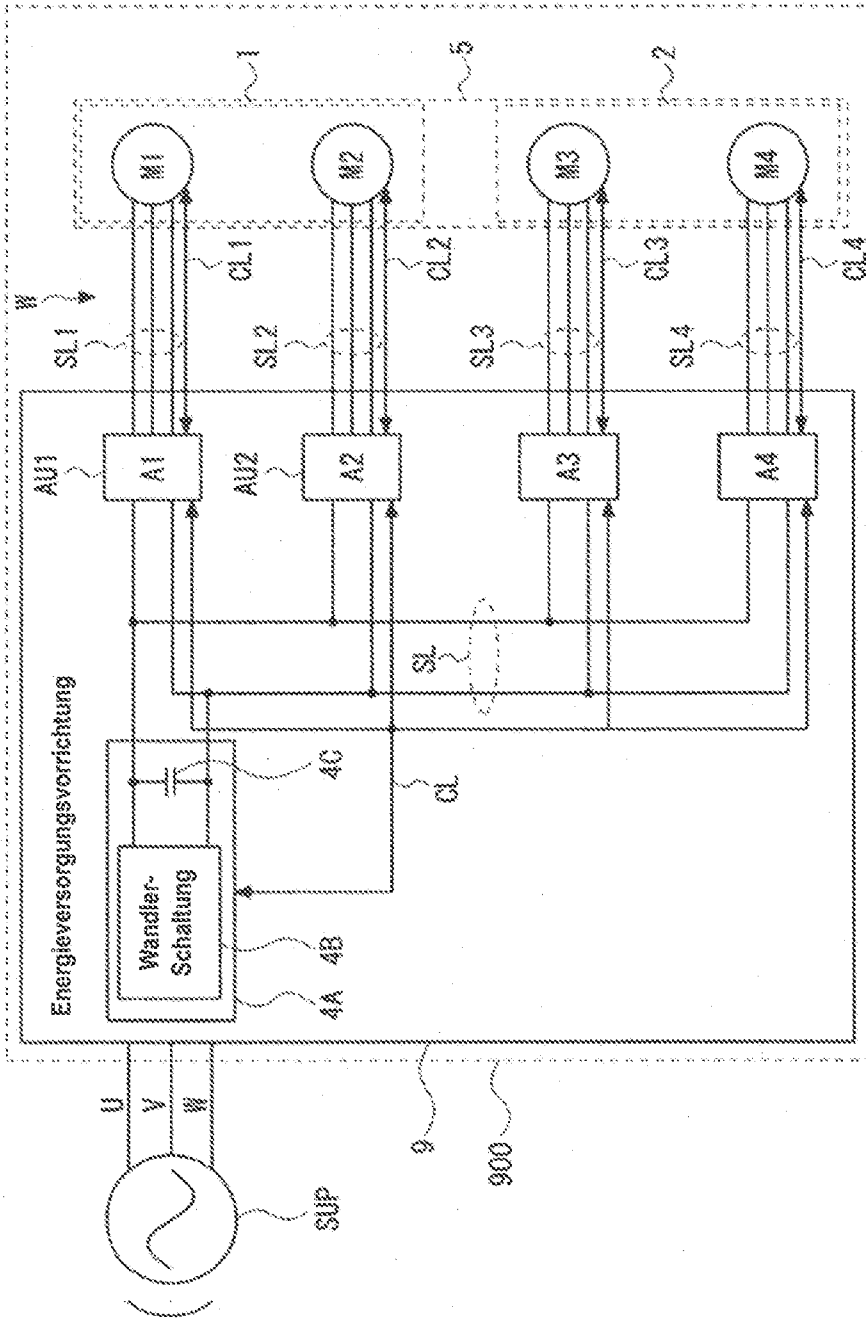 Energieversorgungsvorrichtung
Wandler-
Schaltung
4B
4A
4C
CL
SL
AU1
A1
AU2
A2
A3
A4
SL1
SL2
SL3
SL4
CL1
CL2
CL3
CL4
W
M1
M2
M3
M4
1
5
2
U
V
W
SUP
9
900